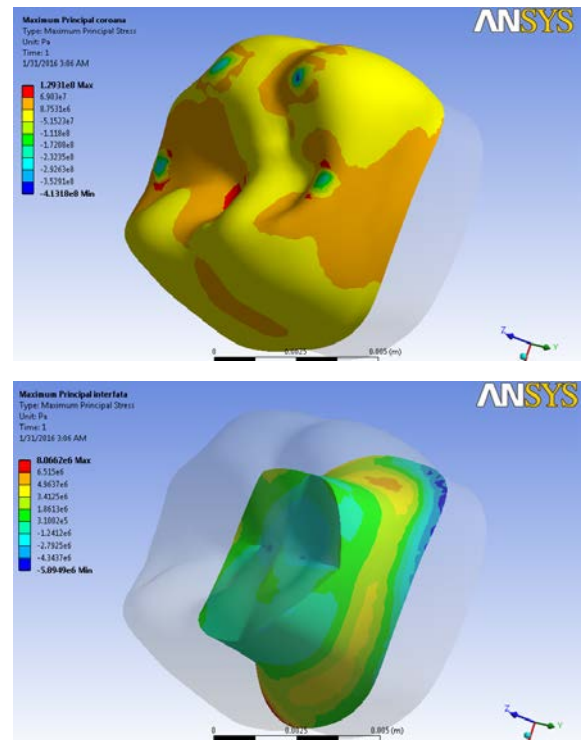 Maximum Principal coroana
Type: Maximum Principal Stress
Unit: Pa
Time: 1
1/31/2016 3:06 AM
ANSYS
1.2931e8 Max
6.903e7
8.7531e6
-5.1523e7
-1.118e8
-1.7208e8
-2.3235e8
-2.9263e8
-3.5291e8
-4.1318e8 Min
Z
Y
0
0.0025
0.005 (m)
Maximum Principal interfata
Type: Maximum Principal Stress
Unit: Pa
Time: 1
1/31/2016 3:06 AM
ANSYS
8.0662e6 Max
6.515e6
4.9637e6
3.4125e6
1.8613e6
3.1002e5
-1.2412e6
-2.7925e6
-4.3437e6
-5.8949e6 Min
Z
Y
0
0.0025
0.005 (m)